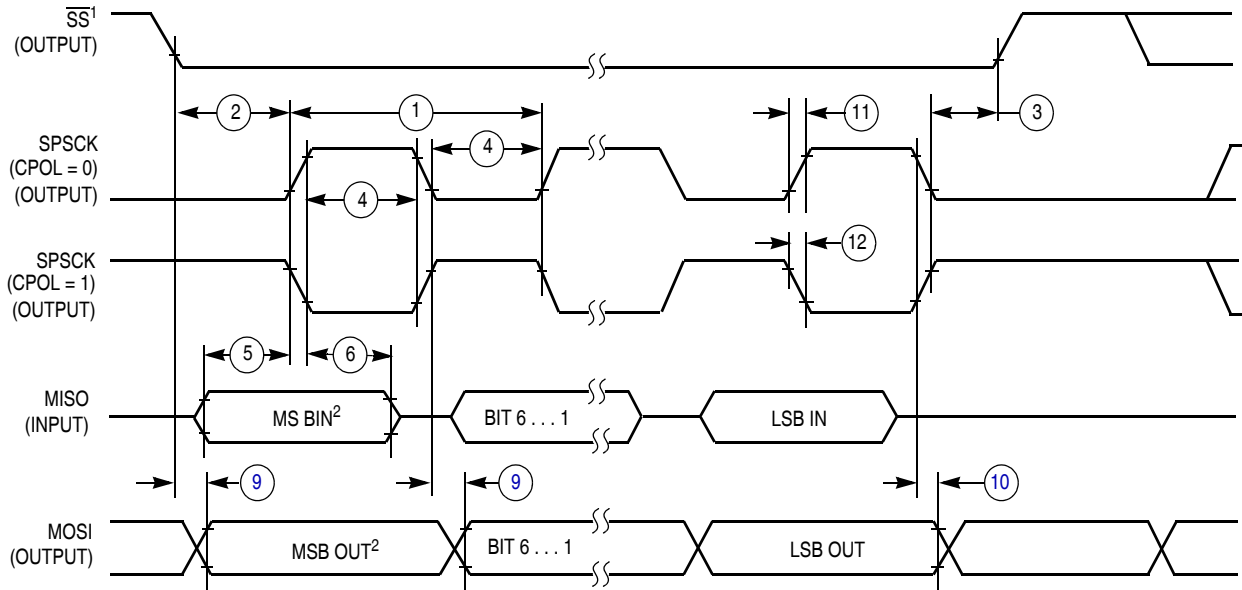 SS¹
(OUTPUT)
2
1
11
3
SPSCK
(CPOL = 0)
(OUTPUT)
4
4
12
SPSCK
(CPOL = 1)
(OUTPUT)
5
6
MISO
(INPUT)
MS BIN²
BIT 6 . . . 1
LSB IN
9
9
10
MOSI
(OUTPUT)
MSB OUT²
BIT 6 . . . 1
LSB OUT